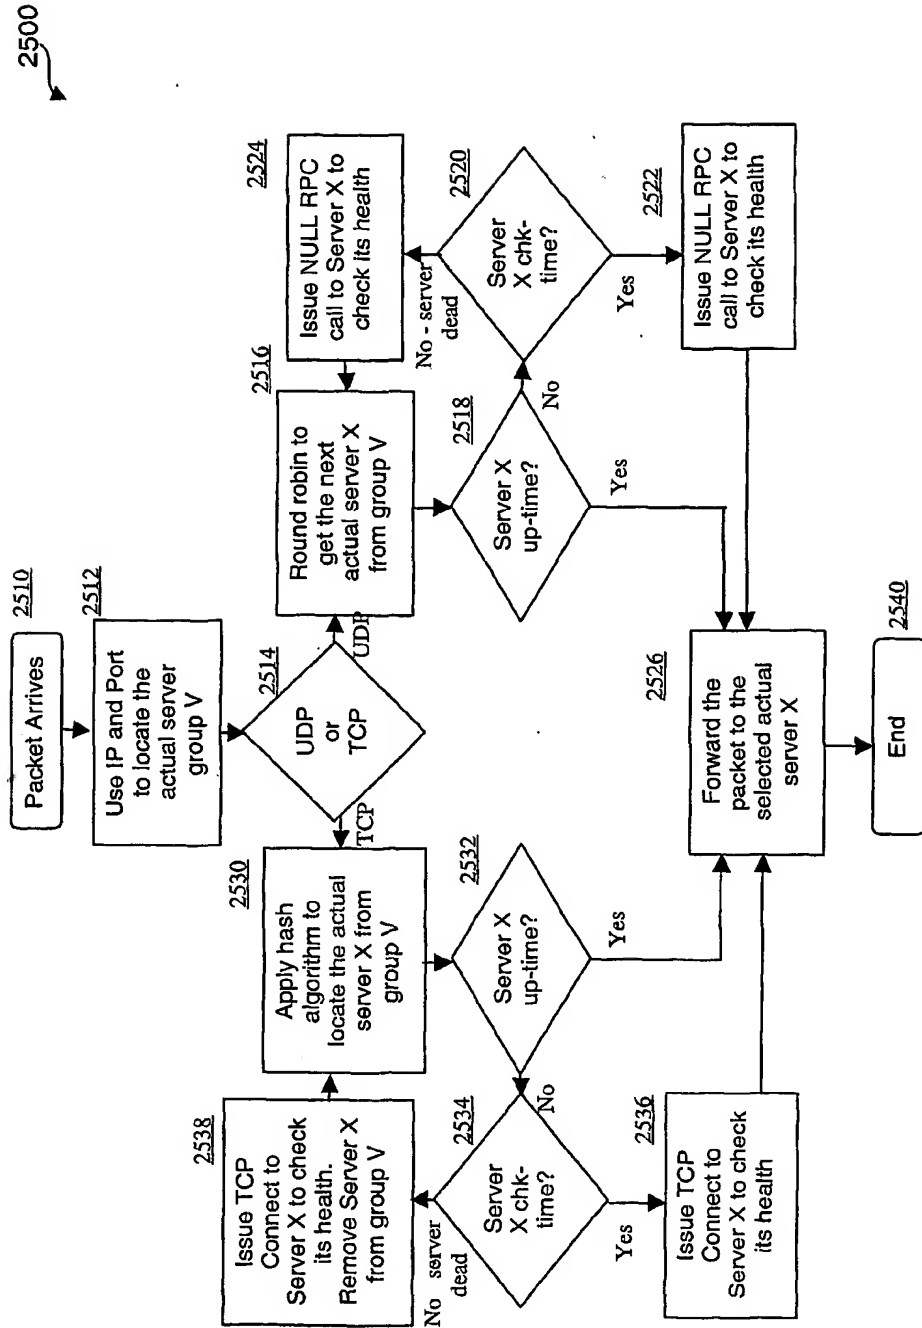 2500
2510
Packet Arrives
2512
Use IP and Port
to locate the
actual server
group V
2514
UDP
or
TCP
UDP
TCP
2516
Round robin to
get the next
actual server X
from group V
2524
Issue NULL RPC
call to Server X to
check its health
2518
Server X
up-time?
No
Yes
2520
Server
X chk-
time?
No - server
dead
Yes
2522
Issue NULL RPC
call to Server X to
check its health
2530
Apply hash
algorithm to
locate the actual
server X from
group V
2538
Issue TCP
Connect to
Server X to check
its health.
Remove Server X
from group V
2532
Server X
up-time?
No
Yes
2534
Server
X chk-
time?
No server
dead
Yes
2536
Issue TCP
Connect to
Server X to check
its health
2526
Forward the
packet to the
selected actual
server X
2540
End